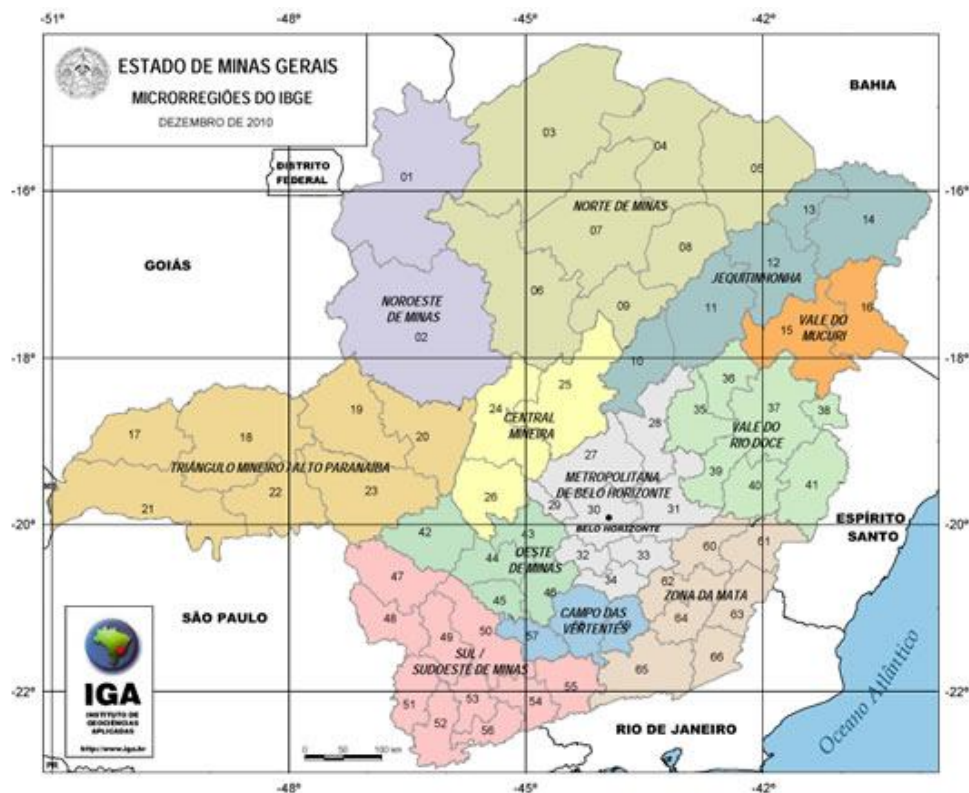 -51°
-48°
-45°
-42°
ESTADO DE MINAS GERAIS
MICRORREGIÕES DO IBGE
DEZEMBRO DE 2010
BAHIA
DISTRITO
FEDERAL
-16°
-16°
01
03
04
05
NORTE DE MINAS
07
08
13
14
12
JEQUITINHONHA
GOIÁS
NOROESTE
DE MINAS
02
06
09
11
10
15
VALE DO
MUCURI
16
-18°
-18°
17
18
19
20
TRIÂNGULO MINEIRO / ALTO PARANAÍBA
21
22
23
24
25
CENTRAL
MINEIRA
26
28
27
METROPOLITANA
DE BELO HORIZONTE
29
30
31
BELO HORIZONTE
36
35
37
38
VALE DO
RIO DOCE
39
40
41
-20°
-20°
ESPÍRITO
SANTO
42
43
44
OESTE
DE MINAS
45
46
32
33
34
60
61
62
ZONA DA MATA
64
63
65
66
47
48
49
50
SUL /
SUDOESTE DE MINAS
CAMPO DAS
VERTENTES
57
SÃO PAULO
51
52
53
54
55
56
-22°
-22°
IGA
INSTITUTO DE
GEOCIÊNCIAS
APLICADAS
http://www.iga.br
0
50
100 km
RIO DE JANEIRO
Oceano Atlântico
PR
-48°
-45°
-42°